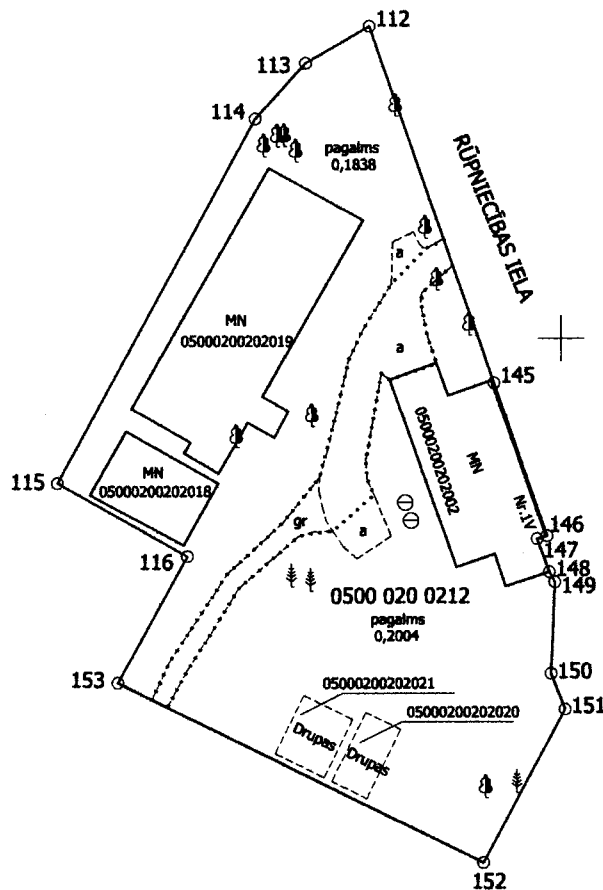 112
113
114
pagalms
0,1838
RŪPNIECĪBAS IELA
a
MN
05000200202019
a
145
05000200202002
MN
Nr.1V
115
MN
05000200202018
gr
a
146
147
148
149
116
0500 020 0212
pagalms
0,2004
150
153
05000200202021
151
05000200202020
Drupas
Drupas
152